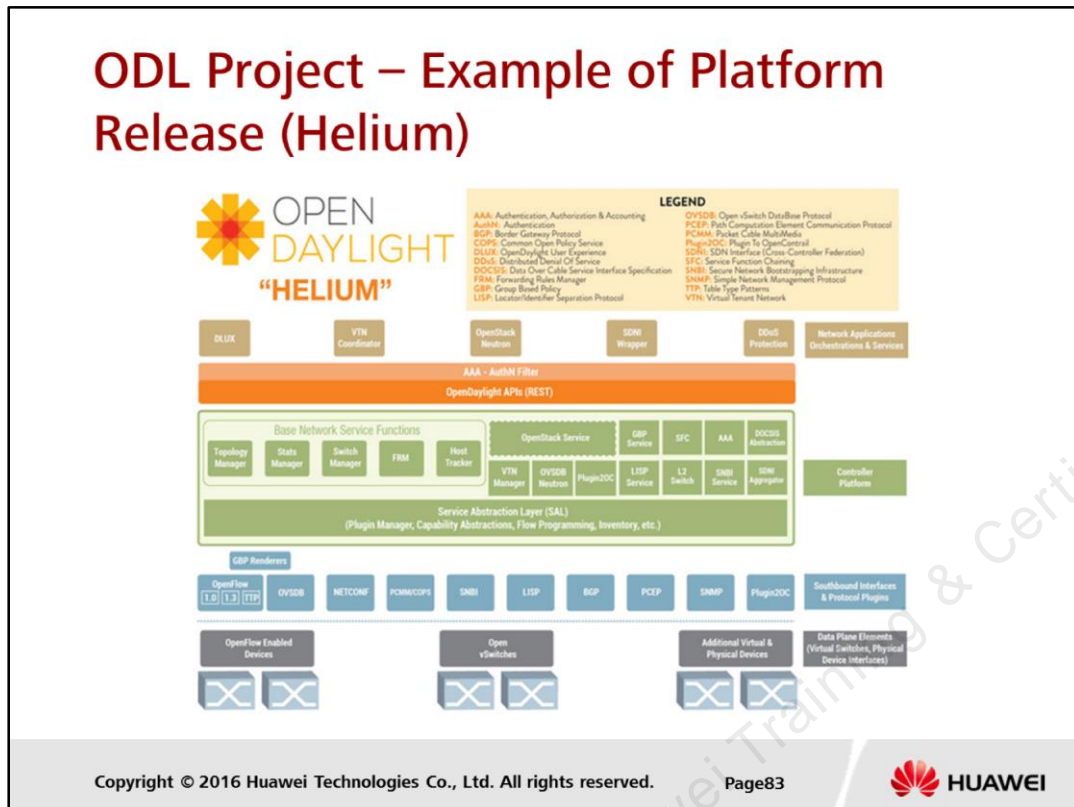 ODL Project – Example of Platform
Release (Helium)
OPEN
DAYLIGHT
"HELIUM"
LEGEND
AAA: Authentication, Authorization & Accounting
AuthN: Authentication
BGP: Border Gateway Protocol
COPS: Common Open Policy Service
DLUX: OpenDaylight User Experience
DDoS: Distributed Denial Of Service
DOCSIS: Data Over Cable Service Interface Specification
FRM: Forwarding Rules Manager
GBP: Group Based Policy
LISP: Locator/Identifier Separation Protocol
OVSDB: Open vSwitch DataBase Protocol
PCEP: Path Computation Element Communication Protocol
PCMM: Packet Cable MultiMedia
Plugin2OC: Plugin To OpenContrail
SDNI: SDN Interface (Cross-Controller Federation)
SFC: Service Function Chaining
SNBI: Secure Network Bootstrapping Infrastructure
SNMP: Simple Network Management Protocol
TTP: Table Type Patterns
VTN: Virtual Tenant Network
DLUX
VTN
Coordinator
OpenStack
Neutron
SDNI
Wrapper
DDoS
Protection
Network Applications
Orchestrations & Services
AAA - AuthN Filter
OpenDaylight APIs (REST)
Base Network Service Functions
Topology
Manager
Stats
Manager
Switch
Manager
FRM
Host
Tracker
OpenStack Service
GBP
Service
SFC
AAA
DOCSIS
Abstraction
VTN
Manager
OVSDB
Neutron
Plugin2OC
LISP
Service
L2
Switch
SNBI
Service
SDNI
Aggregator
Controller
Platform
Service Abstraction Layer (SAL)
(Plugin Manager, Capability Abstractions, Flow Programming, Inventory, etc.)
GBP Renderers
OpenFlow
1.0 1.3 TTP
OVSDB
NETCONF
PCMM/COPS
SNBI
LISP
BGP
PCEP
SNMP
Plugin2OC
Southbound Interfaces
& Protocol Plugins
OpenFlow Enabled
Devices
Open
vSwitches
Additional Virtual &
Physical Devices
Data Plane Elements
(Virtual Switches, Physical
Device Interfaces)
Copyright © 2016 Huawei Technologies Co., Ltd. All rights reserved.
Page83
HUAWEI
Training & Certi